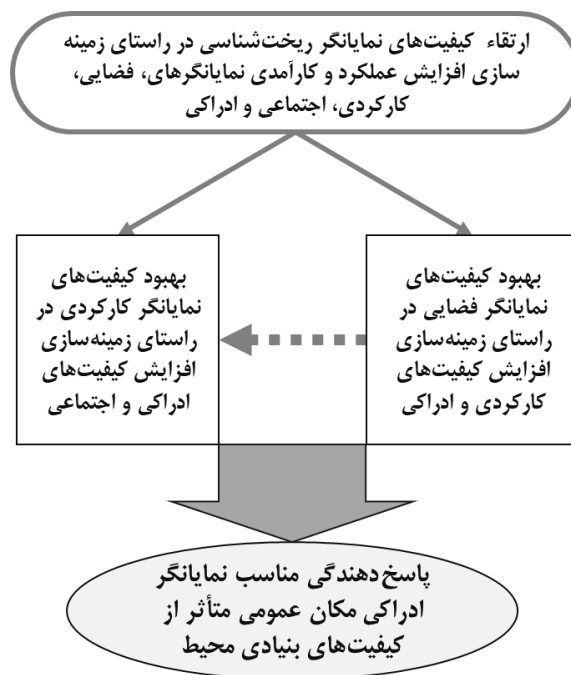 ارتقاء کیفیت‌های نمایانگر ریخت‌شناسی در راستای زمینه
سازی افزایش عملکرد و کارآمدی نمایانگرهای، فضایی،
کارکردی، اجتماعی و ادراکی
بهبود کیفیت‌های
نمایانگر فضایی در
راستای زمینه‌سازی
افزایش کیفیت‌های
کارکردی و ادراکی
بهبود کیفیت‌های
نمایانگر کارکردی در
راستای زمینه‌سازی
افزایش کیفیت‌های
ادراکی و اجتماعی
پاسخ‌دهندگی مناسب نمایانگر
ادراکی مکان عمومی متأثر از
کیفیت‌های بنیادی محیط